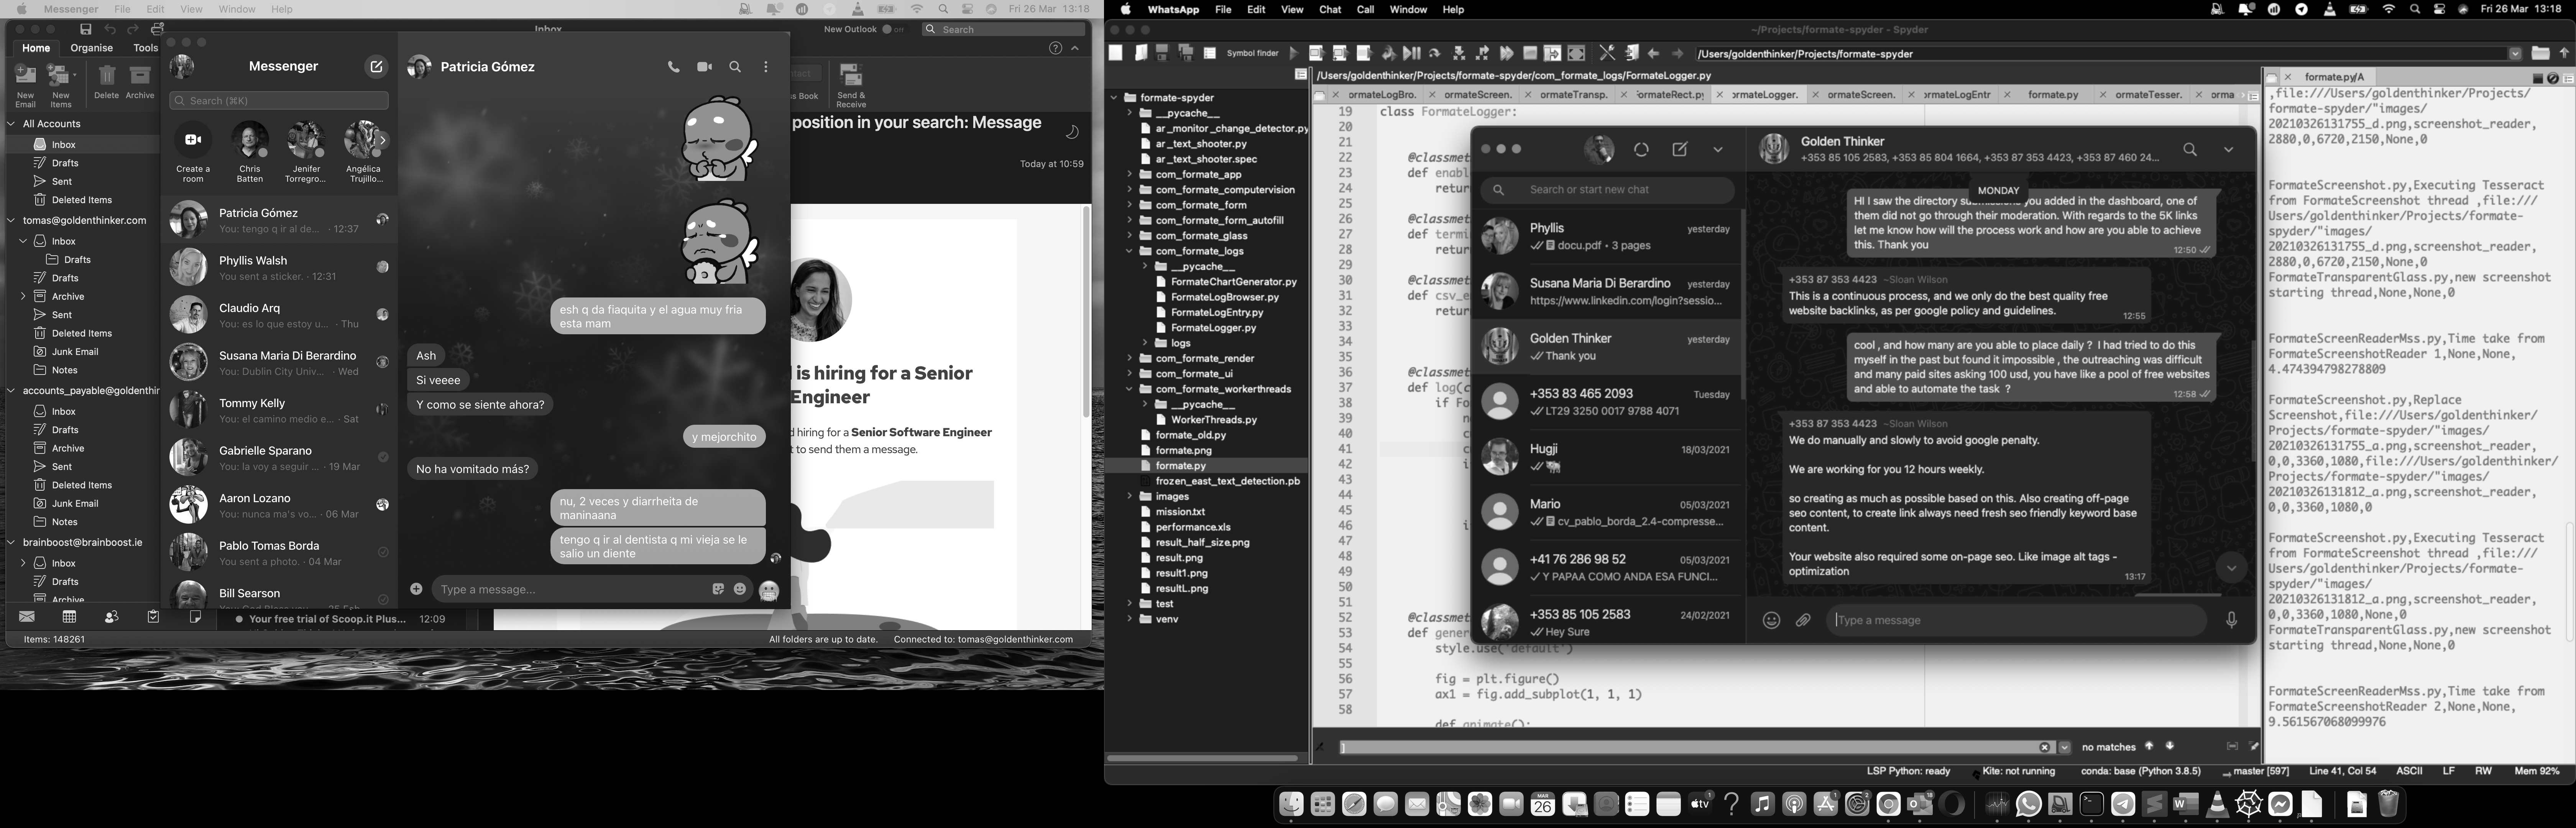 Messenger File Edit View Window Help
Fri 26 Mar 13:18
Inbox
New Outlook
Search
Home Organise Tools
New Email
New Items
Delete
Archive
Send & Receive
All Accounts
Inbox
Drafts
Sent
Deleted Items
tomas@goldenthinker.com
Inbox
Drafts
Drafts
Archive
Sent
Deleted Items
Junk Email
Notes
accounts_payable@goldenthin
Inbox
Drafts
Archive
Sent
Deleted Items
Junk Email
Notes
brainboost@brainboost.ie
Inbox
Drafts
Archive
Items: 148261
All folders are up to date.
Connected to: tomas@goldenthinker.com
Messenger
Search (⌘K)
Create a room
Chris Batten
Jenifer Torregro...
Angélica Trujillo...
Patricia Gómez
You: tengo q ir al de... · 12:37
Phyllis Walsh
You sent a sticker. · 12:31
Claudio Arq
You: es lo que estoy u... · Thu
Susana Maria Di Berardino
You: Dublin City Univ... · Wed
Tommy Kelly
You: el camino medio e... · Sat
Gabrielle Sparano
You: la voy a seguir ... · 19 Mar
Aaron Lozano
You: nunca ma's vo... · 06 Mar
Pablo Tomas Borda
You sent a photo. · 04 Mar
Bill Searson
Your free trial of Scoop.it Plus... 12:09
Patricia Gómez
esh q da fiaquita y el agua muy fria
esta mam
Ash
Si veeee
Y como se siente ahora?
y mejorchito
No ha vomitado más?
nu, 2 veces y diarrheita de
maninaana
tengo q ir al dentista q mi vieja se le
salio un diente
Type a message...
position in your search: Message
Today at 10:59
is hiring for a Senior
Engineer
d hiring for a Senior Software Engineer
t to send them a message.
WhatsApp File Edit View Chat Call Window Help
Fri 26 Mar 13:18
~/Projects/formate-spyder - Spyder
Symbol finder
/Users/goldenthinker/Projects/formate-spyder
/Users/goldenthinker/Projects/formate-spyder/com_formate_logs/FormateLogger.py
ormateLogBro. ormateScreen. ormateTransp. ormateRect.py ormateLogger. ormateScreen. ormateLogEntr formate.py ormateTesser. orma
formate-spyder
__pycache__
ar_monitor_change_detector.py
ar_text_shooter.py
ar_text_shooter.spec
com_formate_app
com_formate_computervision
com_formate_form
com_formate_form_autofill
com_formate_glass
com_formate_logs
__pycache__
FormateChartGenerator.py
FormateLogBrowser.py
FormateLogEntry.py
FormateLogger.py
logs
com_formate_render
com_formate_ui
com_formate_workerthreads
__pycache__
WorkerThreads.py
formate_old.py
formate.png
formate.py
frozen_east_text_detection.pb
images
mission.txt
performance.xls
result_half_size.png
result.png
result1.png
resultL.png
test
venv
19 class FormateLogger:
20
21
22 @classmet
23 def enabl
24 retur
25
26 @classmet
27 def termi
28 retur
29
30 @classmet
31 def csv_e
32 retur
33
34
35
36 @classmet
37 def log(c
38 if Fo
39 n
40 c
41 c
42 i
43
44
45
46 i
47
48
49
50
51
52 @classmet
53 def gener
54 style.use('default')
55
56 fig = plt.figure()
57 ax1 = fig.add_subplot(1, 1, 1)
58
def animate():
]
no matches
Search or start new chat
Phyllis yesterday
docu.pdf • 3 pages
Susana Maria Di Berardino yesterday
https://www.linkedin.com/login?sessio...
Golden Thinker yesterday
Thank you
+353 83 465 2093 Tuesday
LT29 3250 0017 9788 4071
Hugji 18/03/2021
Mario 05/03/2021
cv_pablo_borda_2.4-compresse...
+41 76 286 98 52 05/03/2021
Y PAPAA COMO ANDA ESA FUNCI...
+353 85 105 2583 24/02/2021
Hey Sure
Golden Thinker
+353 85 105 2583, +353 85 804 1664, +353 87 353 4423, +353 87 460 24...
MONDAY
HI I saw the directory submissions you added in the dashboard, one of
them did not go through their moderation. With regards to the 5K links
let me know how will the process work and how are you able to achieve
this. Thank you
12:50
+353 87 353 4423 ~Sloan Wilson
This is a continuous process, and we only do the best quality free
website backlinks, as per google policy and guidelines.
12:55
cool , and how many are you able to place daily ? I had tried to do this
myself in the past but found it impossible , the outreaching was difficult
and many paid sites asking 100 usd, you have like a pool of free websites
and able to automate the task ?
12:58
+353 87 353 4423 ~Sloan Wilson
We do manually and slowly to avoid google penalty.
We are working for you 12 hours weekly.
so creating as much as possible based on this. Also creating off-page
seo content, to create link always need fresh seo friendly keyword base
content.
Your website also required some on-page seo. Like image alt tags -
optimization
13:17
Type a message
formate.py/A
,file:///Users/goldenthinker/Projects/
formate-spyder/"images/
20210326131755_d.png,screenshot_reader,
2880,0,6720,2150,None,0
FormateScreenshot.py,Executing Tesseract
from FormateScreenshot thread ,file:///
Users/goldenthinker/Projects/formate-
spyder/"images/
20210326131755_d.png,screenshot_reader,
2880,0,6720,2150,None,0
FormateTransparentGlass.py,new screenshot
starting thread,None,None,0
FormateScreenReaderMss.py,Time take from
FormateScreenshotReader 1,None,None,
4.474394798278809
FormateScreenshot.py,Replace
Screenshot,file:///Users/goldenthinker/
Projects/formate-spyder/"images/
20210326131755_a.png,screenshot_reader,
0,0,3360,1080,file:///Users/goldenthinker/
Projects/formate-spyder/"images/
20210326131812_a.png,screenshot_reader,
0,0,3360,1080,0
FormateScreenshot.py,Executing Tesseract
from FormateScreenshot thread ,file:///
Users/goldenthinker/Projects/formate-
spyder/"images/
20210326131812_a.png,screenshot_reader,
0,0,3360,1080,None,0
FormateTransparentGlass.py,new screenshot
starting thread,None,None,0
FormateScreenReaderMss.py,Time take from
FormateScreenshotReader 2,None,None,
9.561567068099976
LSP Python: ready Kite: not running conda: base (Python 3.8.5) master [597] Line 41, Col 54 ASCII LF RW Mem 92%
MAR 26
tv